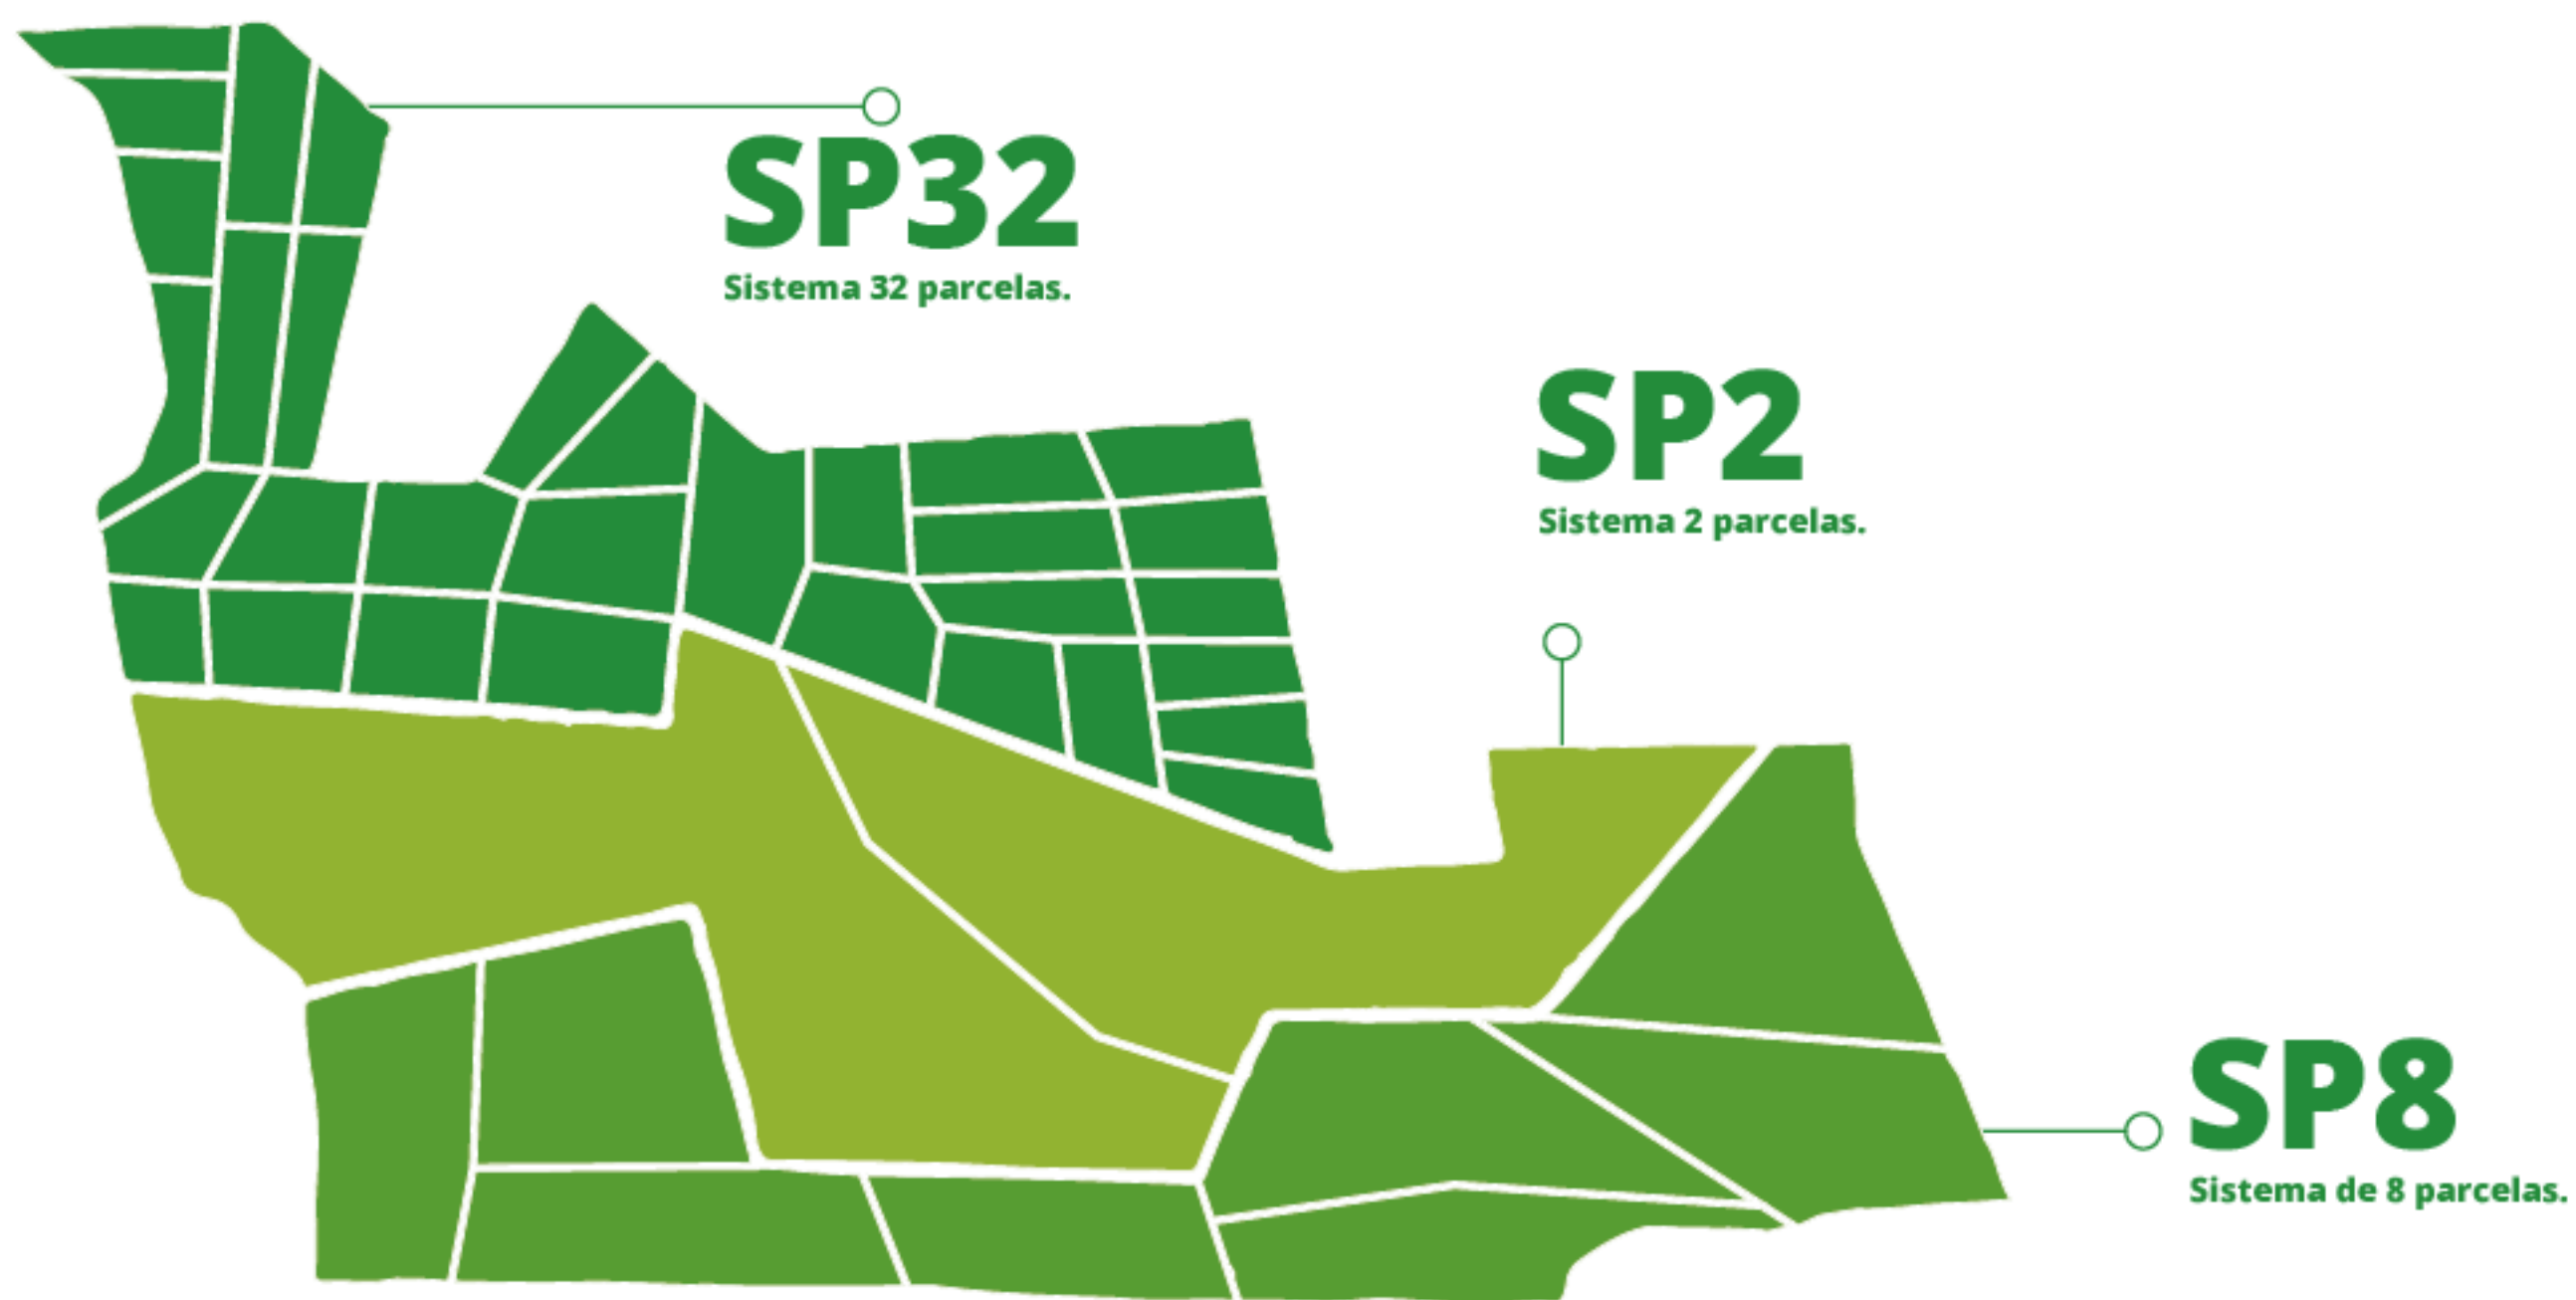 SP32
Sistema 32 parcelas.
SP2
Sistema 2 parcelas.
SP8
Sistema de 8 parcelas.